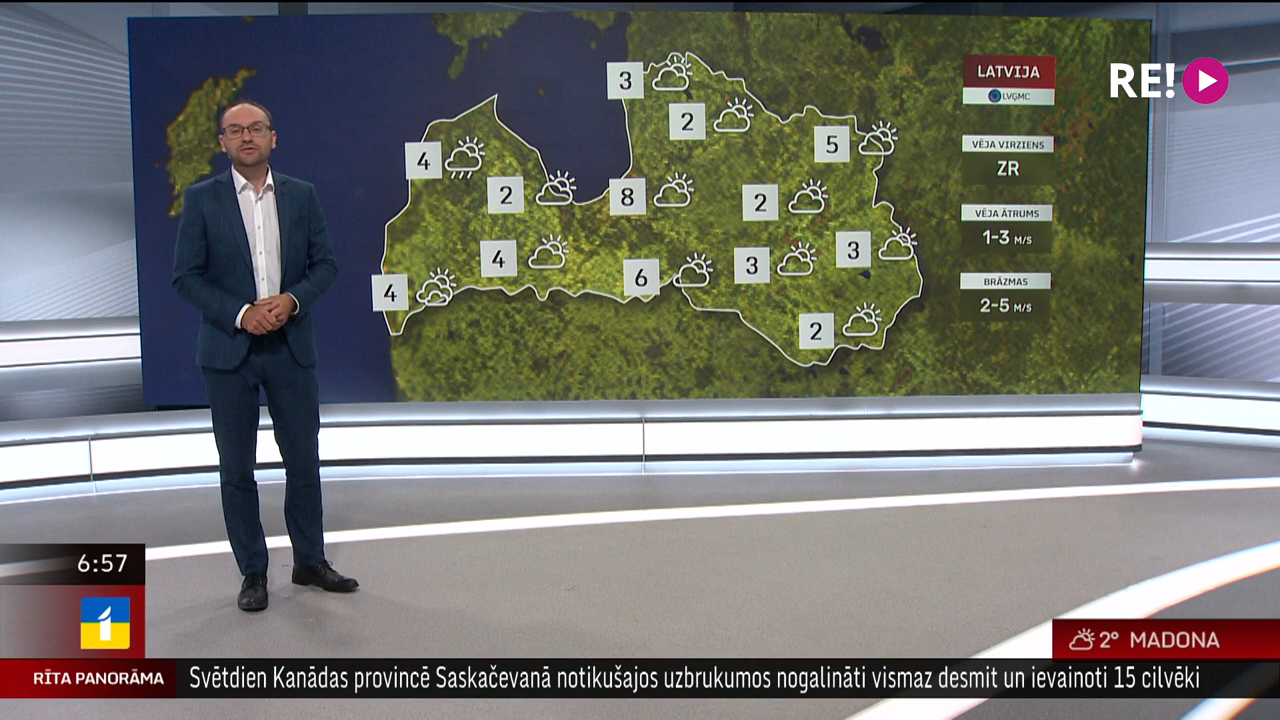 RE!
LATVIJA
LVĢMC
VĒJA VIRZIENS
ZR
VĒJA ĀTRUMS
1-3 M/S
BRĀZMAS
2-5 M/S
3
2
5
4
2
8
2
4
6
3
3
4
2
6:57
1
2° MADONA
RĪTA PANORĀMA Svētdien Kanādas provincē Saskačevanā notikušajos uzbrukumos nogalināti vismaz desmit un ievainoti 15 cilvēki